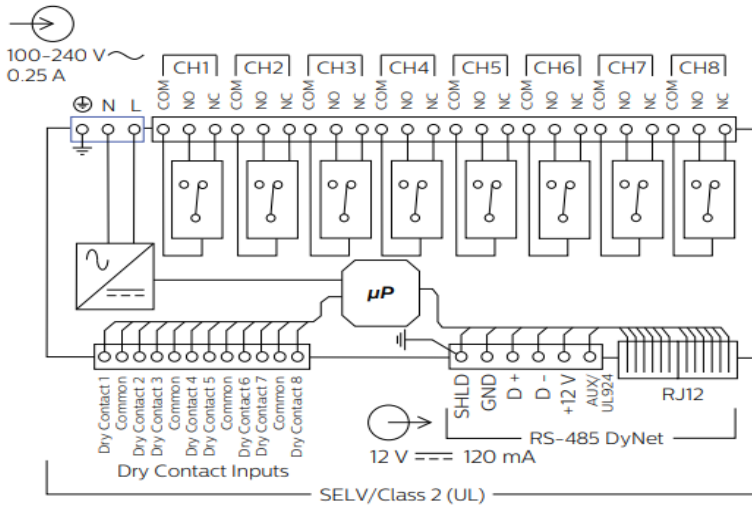 100-240 V
0.25 A
CH1 CH2 CH3 CH4 CH5 CH6 CH7 CH8
N L
COM NO NC COM NO NC COM NO NC COM NO NC COM NO NC COM NO NC COM NO NC COM NO NC
µP
Dry Contact 1
Common
Dry Contact 2
Dry Contact 3
Common
Dry Contact 4
Dry Contact 5
Common
Dry Contact 6
Dry Contact 7
Common
Dry Contact 8
SHLD
GND
D +
D -
+12 V
AUX/
UL924
RJ12
RS-485 DyNet
12 V 120 mA
Dry Contact Inputs
SELV/Class 2 (UL)